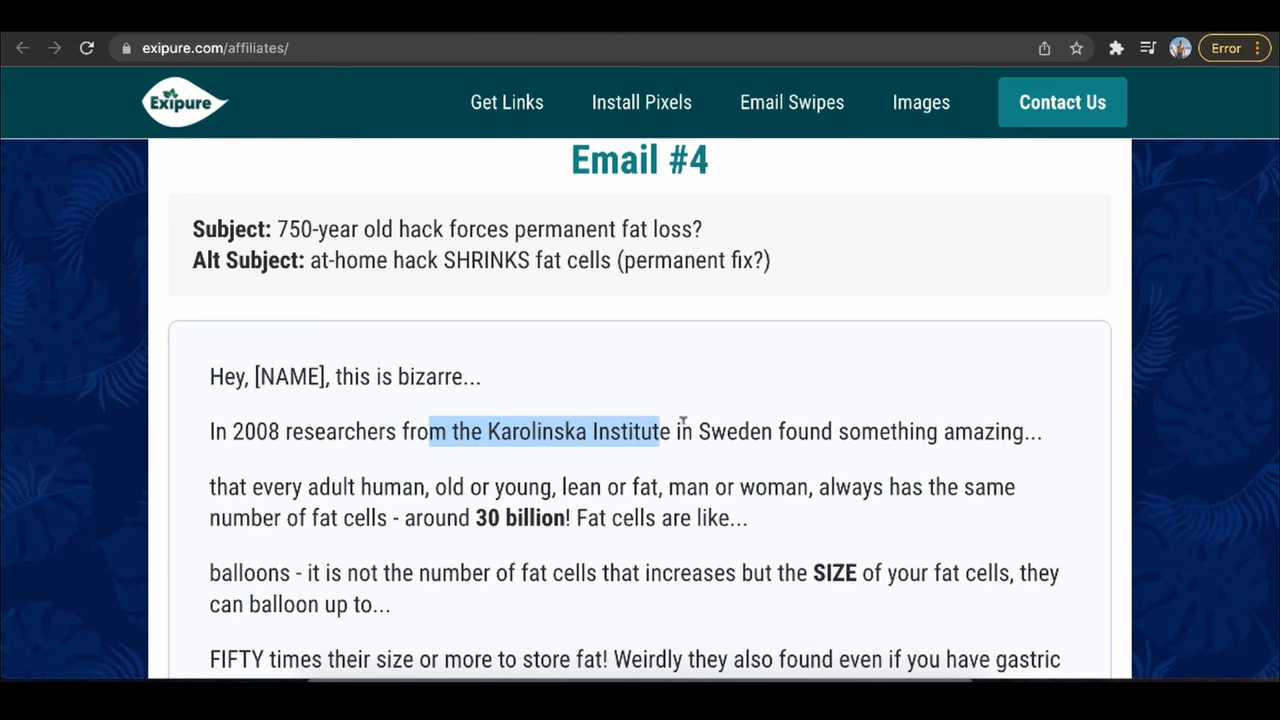 exipure.com/affiliates/
Error
Exipure
Get Links
Install Pixels
Email Swipes
Images
Contact Us
Email #4
Subject: 750-year old hack forces permanent fat loss?
Alt Subject: at-home hack SHRINKS fat cells (permanent fix?)
Hey, [NAME], this is bizarre...
In 2008 researchers from the Karolinska Institute in Sweden found something amazing...
that every adult human, old or young, lean or fat, man or woman, always has the same
number of fat cells - around 30 billion! Fat cells are like...
balloons - it is not the number of fat cells that increases but the SIZE of your fat cells, they
can balloon up to...
FIFTY times their size or more to store fat! Weirdly they also found even if you have gastric